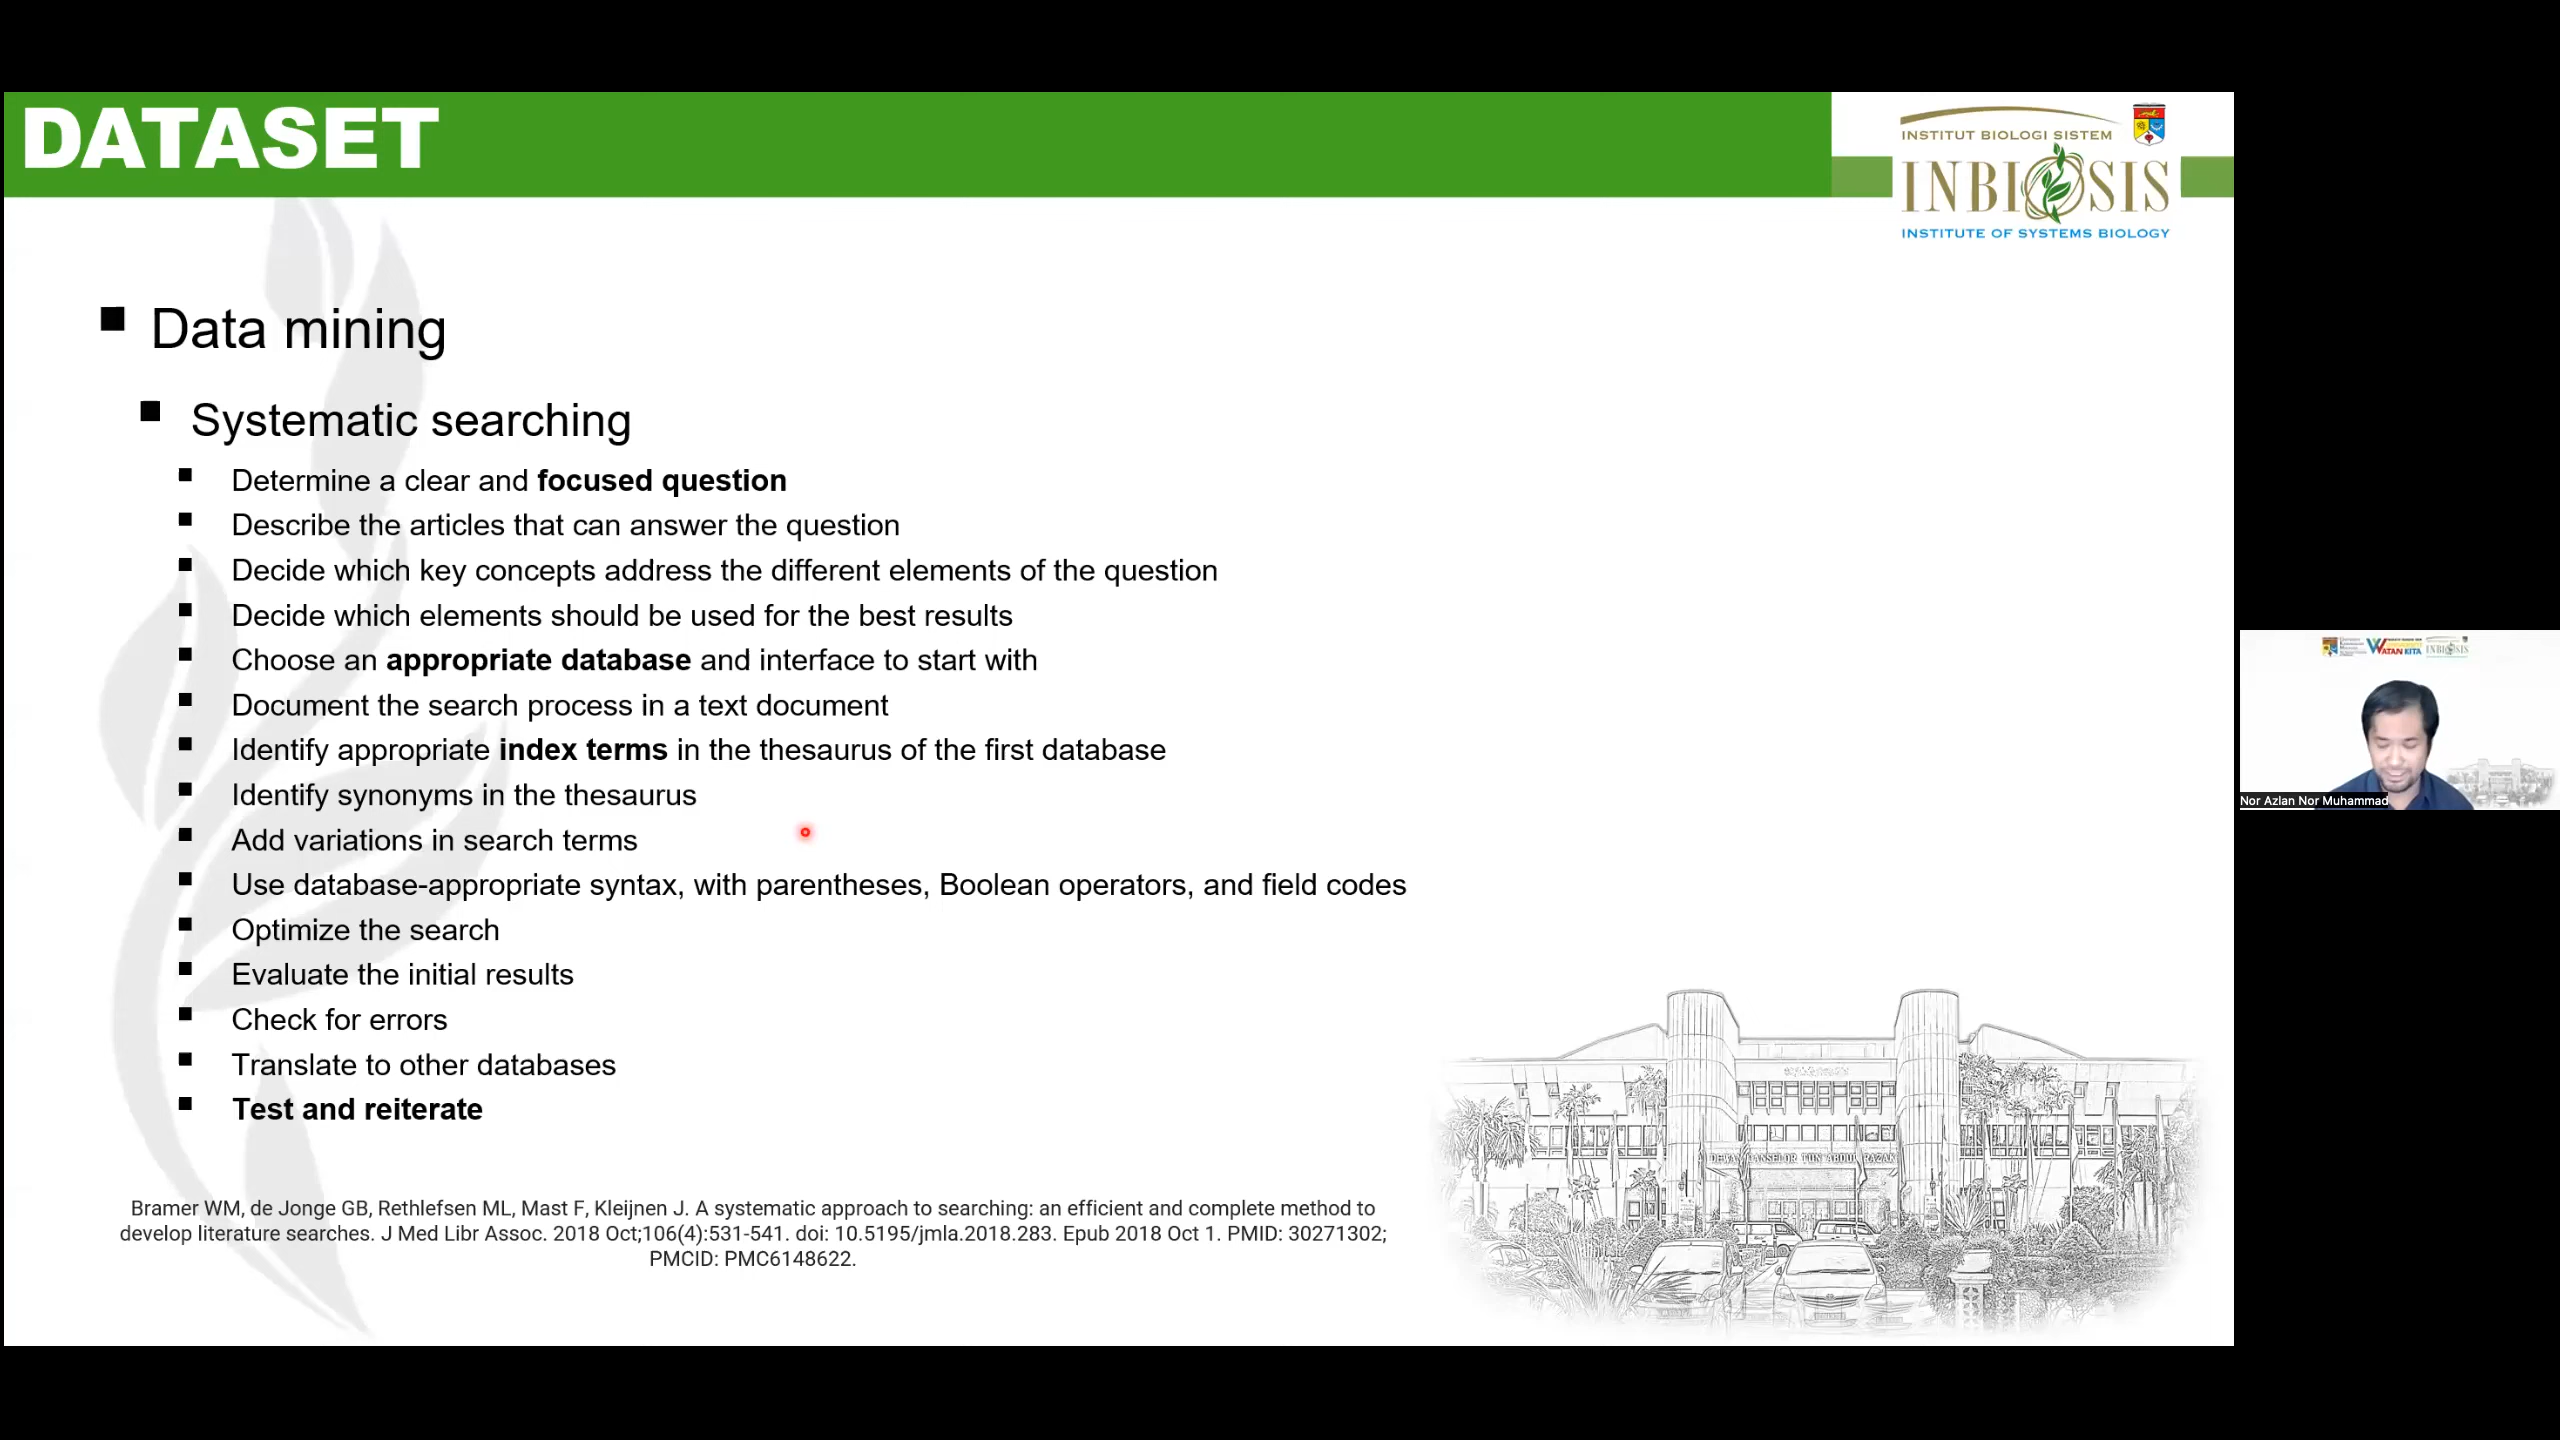 DATASET
INSTITUT BIOLOGI SISTEM
INBIOSIS
INSTITUTE OF SYSTEMS BIOLOGY
Data mining
Systematic searching
Determine a clear and focused question
Describe the articles that can answer the question
Decide which key concepts address the different elements of the question
Decide which elements should be used for the best results
Choose an appropriate database and interface to start with
Document the search process in a text document
Identify appropriate index terms in the thesaurus of the first database
Identify synonyms in the thesaurus
Add variations in search terms
Use database-appropriate syntax, with parentheses, Boolean operators, and field codes
Optimize the search
Evaluate the initial results
Check for errors
Translate to other databases
Test and reiterate
Bramer WM, de Jonge GB, Rethlefsen ML, Mast F, Kleijnen J. A systematic approach to searching: an efficient and complete method to
develop literature searches. J Med Libr Assoc. 2018 Oct;106(4):531-541. doi: 10.5195/jmla.2018.283. Epub 2018 Oct 1. PMID: 30271302;
PMCID: PMC6148622.
WATAN KITA
INBIOSIS
Nor Azlan Nor Muhammad